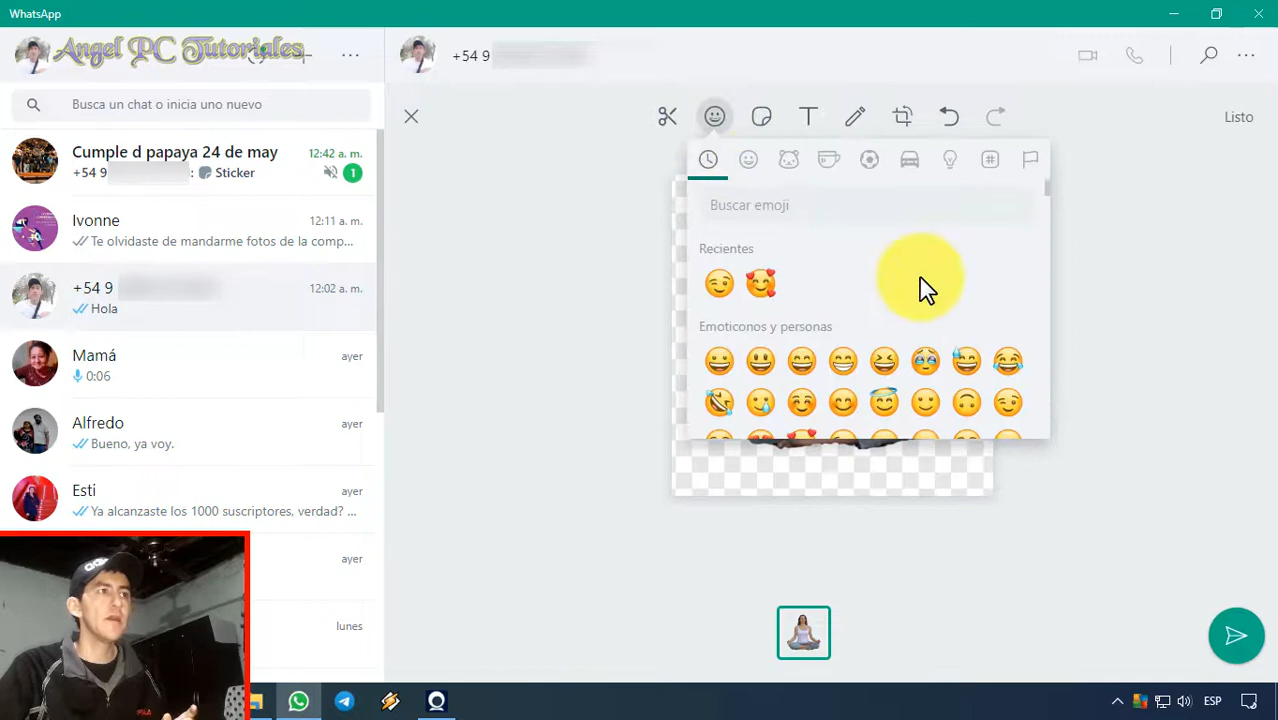 WhatsApp
Angel PC Tutoriales
Busca un chat o inicia uno nuevo
Cumple d papaya 24 de may
12:42 a. m.
+54 9 : Sticker
1
Ivonne
12:11 a. m.
Te olvidaste de mandarme fotos de la comp...
+54 9
12:02 a. m.
Hola
Mamá
ayer
0:06
Alfredo
ayer
Bueno, ya voy.
Esti
ayer
Ya alcanzaste los 1000 suscriptores, verdad? ...
ayer
lunes
+54 9
T
Listo
Buscar emoji
Recientes
Emoticonos y personas
ESP